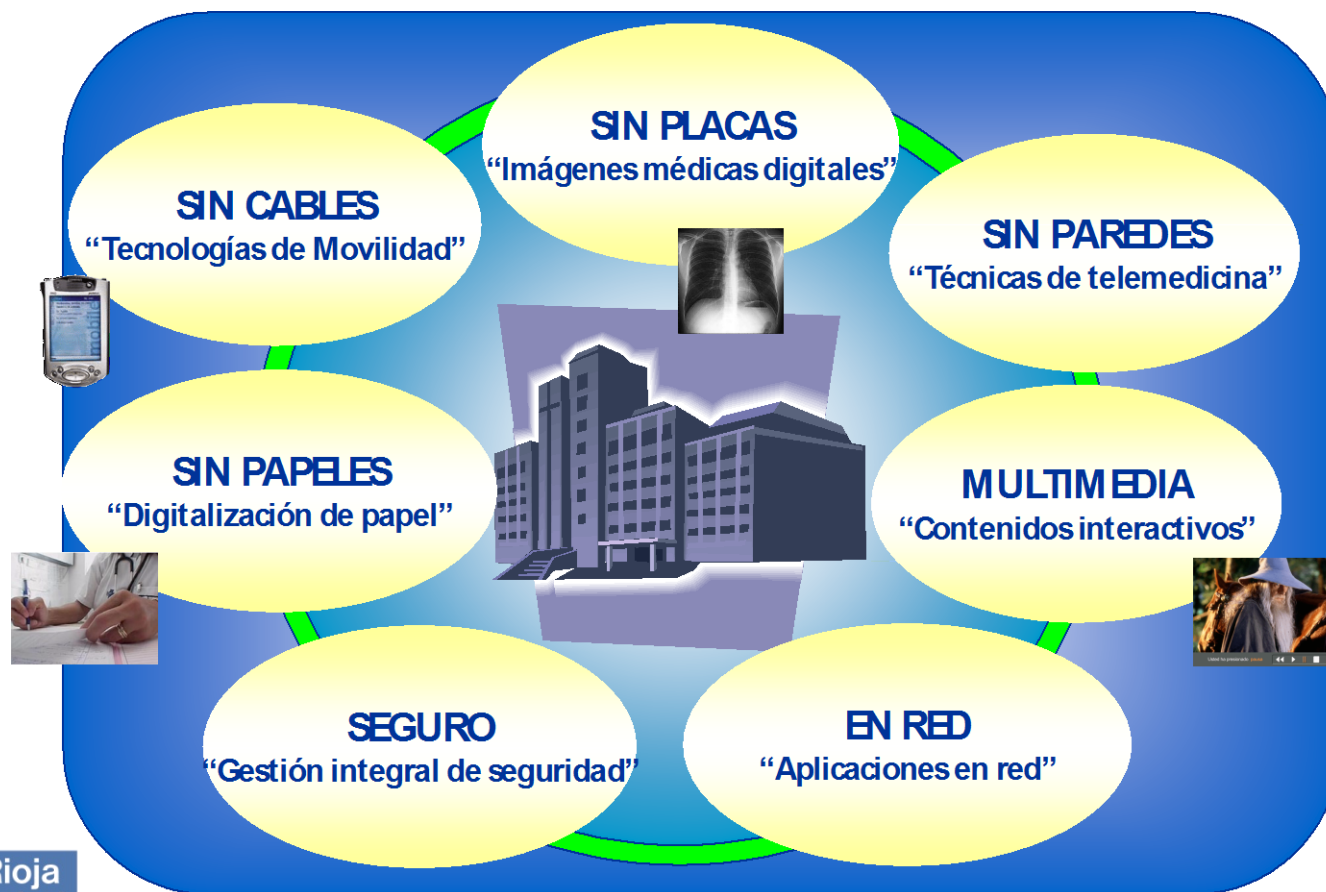 SIN PLACAS
“Imágenes médicas digitales”
SIN CABLES
“Tecnologías de Movilidad”
SIN PAREDES
“Técnicas de telemedicina”
mobile
SIN PAPELES
“Digitalización de papel”
MULTIMEDIA
“Contenidos interactivos”
SEGURO
“Gestión integral de seguridad”
EN RED
“Aplicaciones en red”
Rioja